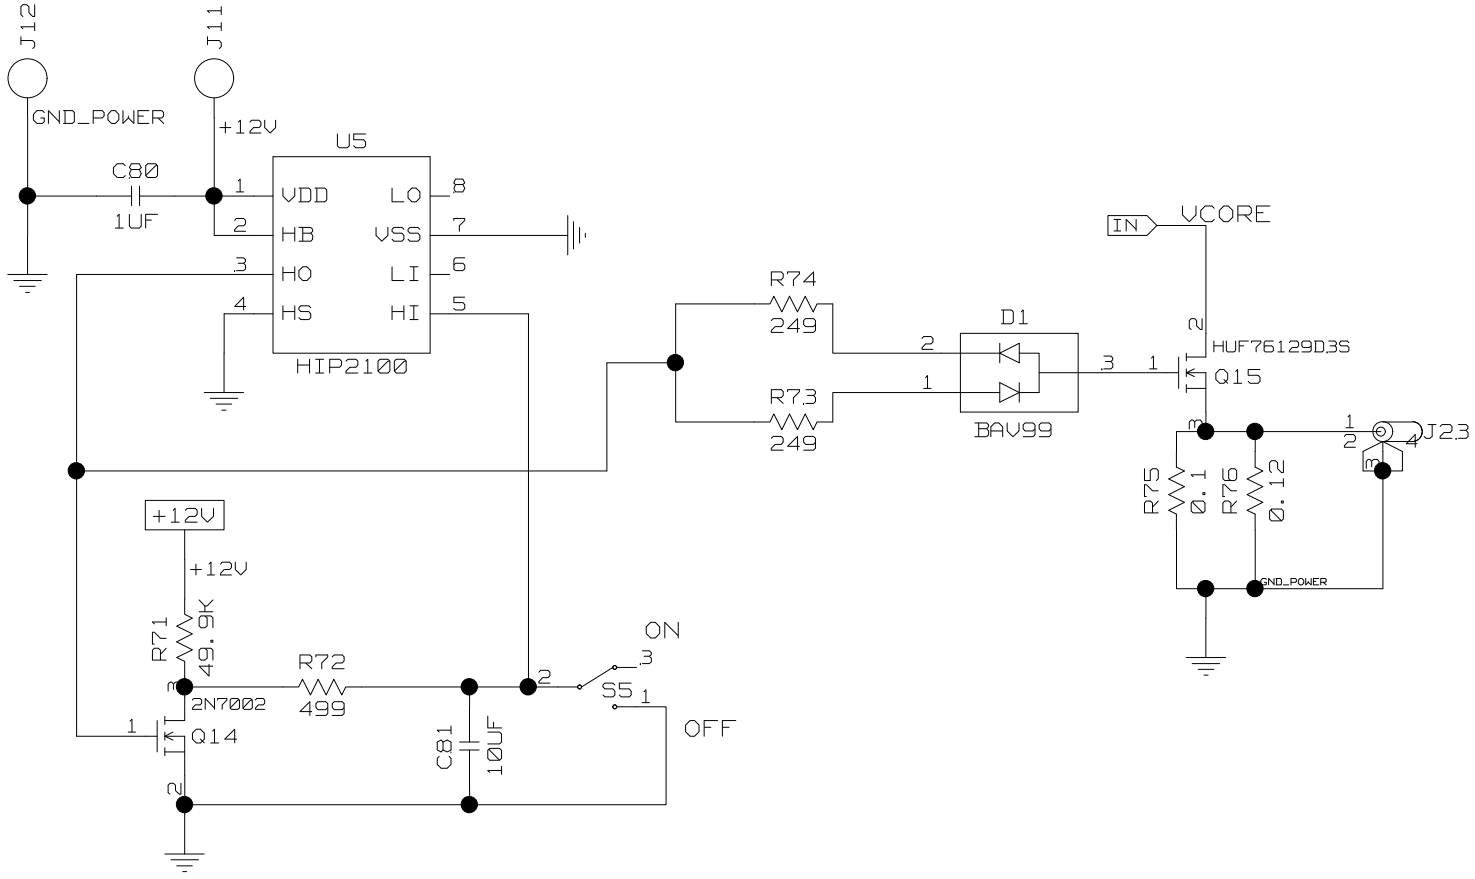 J12
J11
GND_POWER
+12V
U5
C80
1UF
1
VDD
LO
8
2
HB
VSS
7
3
HO
LI
6
4
HS
HI
5
HIP2100
IN
VCORE
R74
249
D1
2
2
HUF76129D3S
3
1
Q15
R73
249
1
BAV99
3
1
2
4
J23
3
R75
0.1
R76
0.12
GND_POWER
+12V
+12V
R71
49.9K
ON
3
R72
499
2
S5
1
3
2N7002
1
Q14
C81
10UF
OFF
2